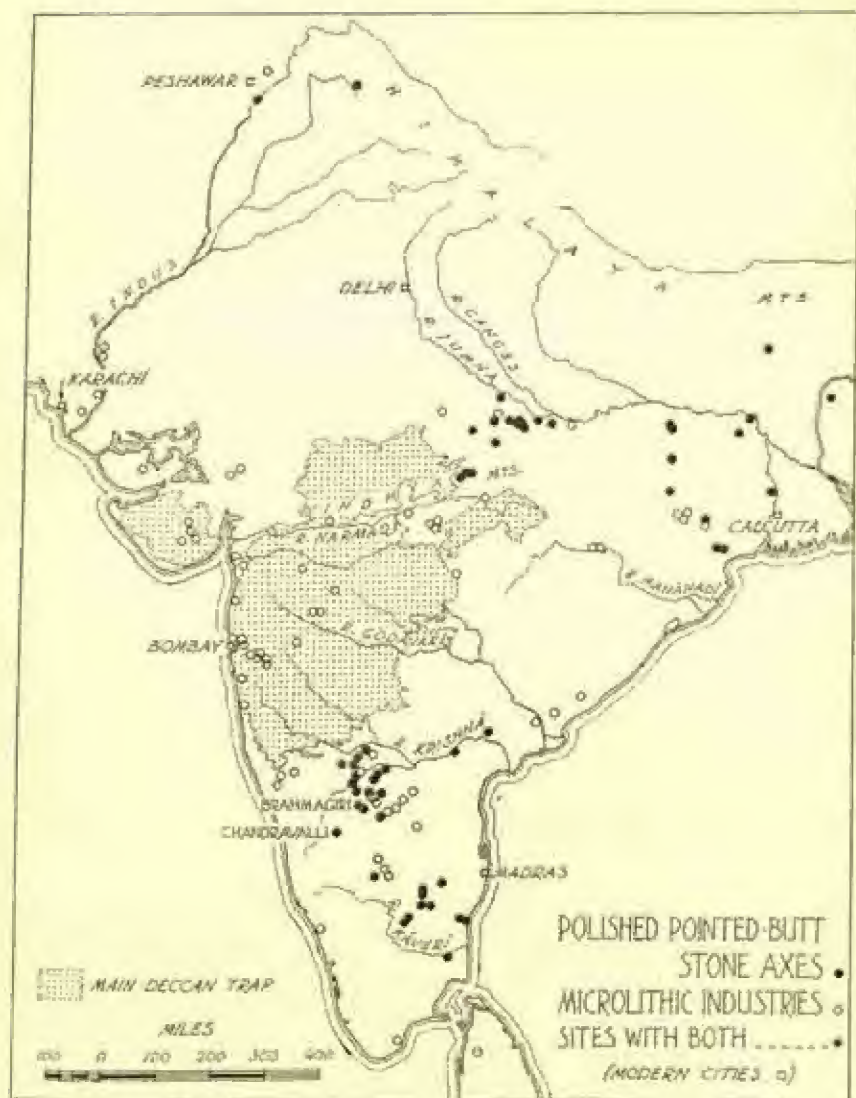 PESHAWAR
HIMALAYA
MTS.
R. INDUS
DELHI
R. GANGES
R. JUMNA
KARACHI
VINDHYA
MTS.
R. NARMADA
CALCUTTA
R. MAHANADI
R. GODAVARI
BOMBAY
R. KRISHNA
BRAHMAGIRI
CHANDRAVALLI
MADRAS
R. KAVERI
POLISHED POINTED-BUTT
STONE AXES
MICROLITHIC INDUSTRIES
SITES WITH BOTH
(MODERN CITIES)
MAIN DECCAN TRAP
MILES
100 0 100 200 300 400